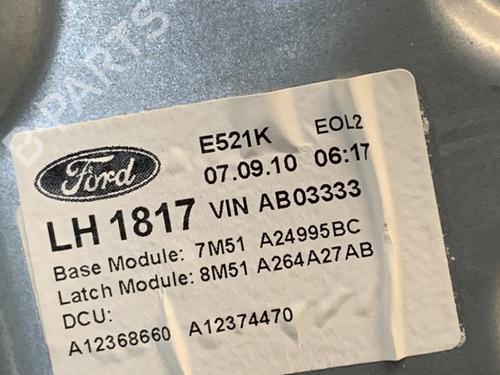 B-PARTS
Ford
E521K EOL2
07.09.10 06:17
LH 1817 VIN AB03333
Base Module: 7M51 A24995BC
Latch Module: 8M51 A264A27AB
DCU:
A12368660 A12374470